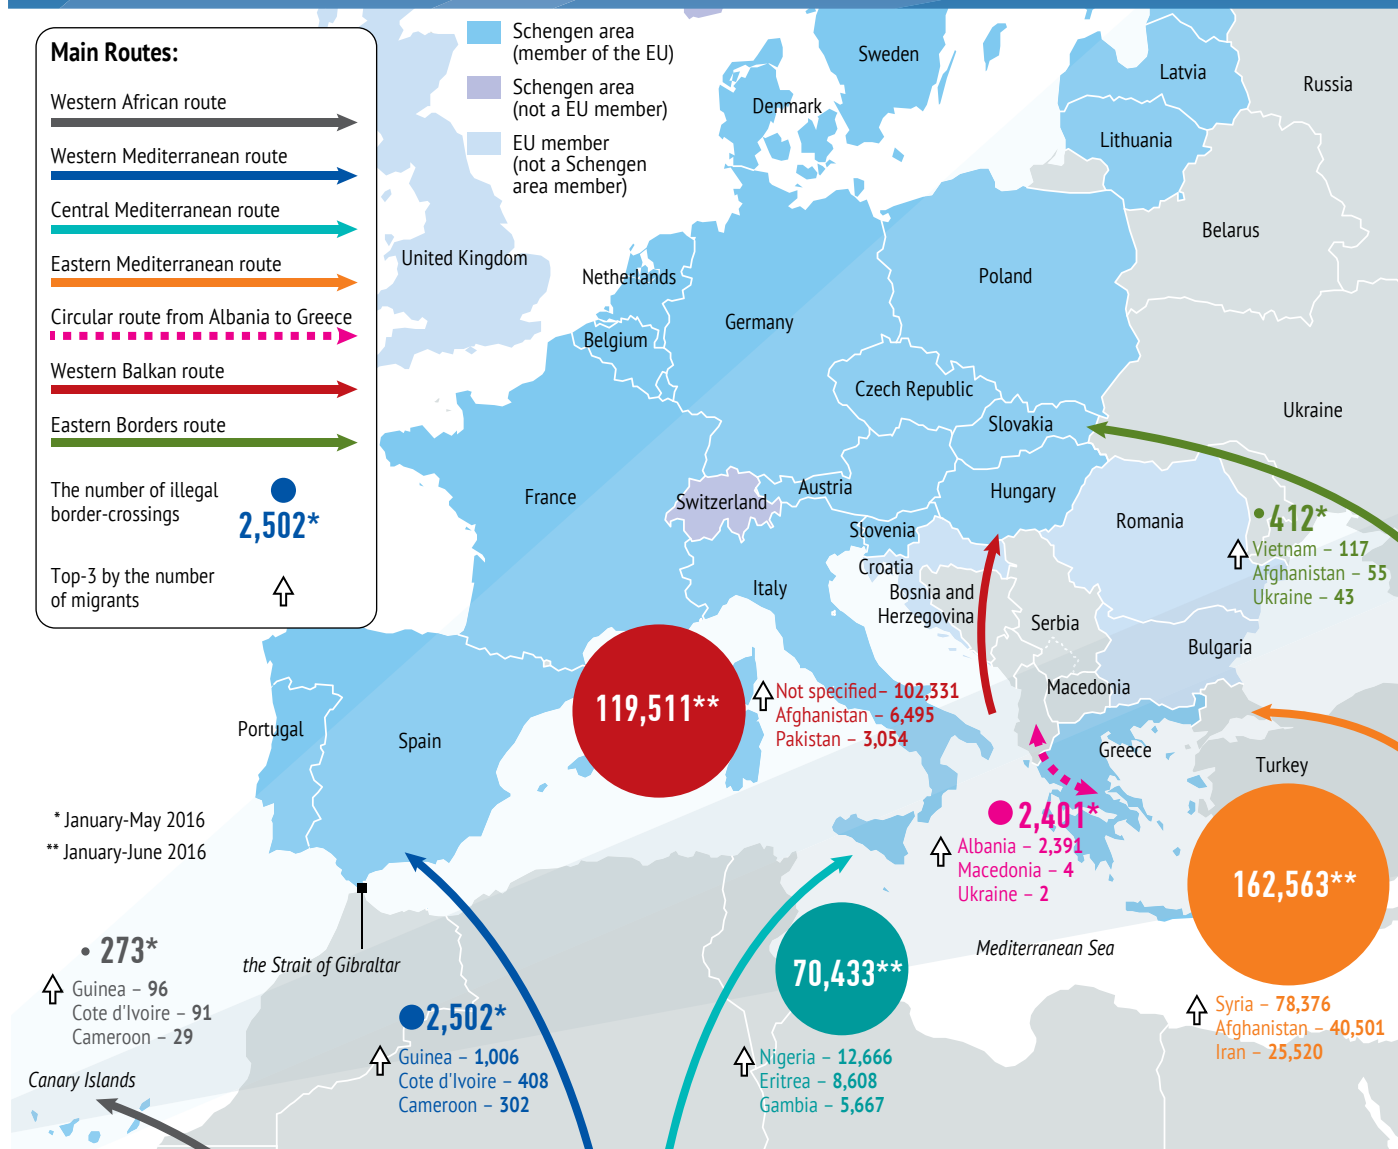 Main Routes:
Western African route
Western Mediterranean route
Central Mediterranean route
Eastern Mediterranean route
Circular route from Albania to Greece
Western Balkan route
Eastern Borders route
The number of illegal
border-crossings
2,502*
Top-3 by the number
of migrants
Schengen area
(member of the EU)
Schengen area
(not a EU member)
EU member
(not a Schengen
area member)
Sweden
Denmark
Latvia
Lithuania
Russia
Belarus
United Kingdom
Netherlands
Poland
Germany
Belgium
Czech Republic
Ukraine
Slovakia
France
Switzerland
Austria
Hungary
Romania
Slovenia
Croatia
Italy
Bosnia and
Herzegovina
Serbia
Bulgaria
Macedonia
Portugal
Spain
Greece
Turkey
412*
Vietnam – 117
Afghanistan – 55
Ukraine – 43
119,511**
Not specified– 102,331
Afghanistan – 6,495
Pakistan – 3,054
2,401*
Albania – 2,391
Macedonia – 4
Ukraine – 2
* January-May 2016
** January-June 2016
162,563**
Syria – 78,376
Afghanistan – 40,501
Iran – 25,520
Mediterranean Sea
the Strait of Gibraltar
273*
Guinea – 96
Cote d'Ivoire – 91
Cameroon – 29
Canary Islands
2,502*
Guinea – 1,006
Cote d'Ivoire – 408
Cameroon – 302
70,433**
Nigeria – 12,666
Eritrea – 8,608
Gambia – 5,667